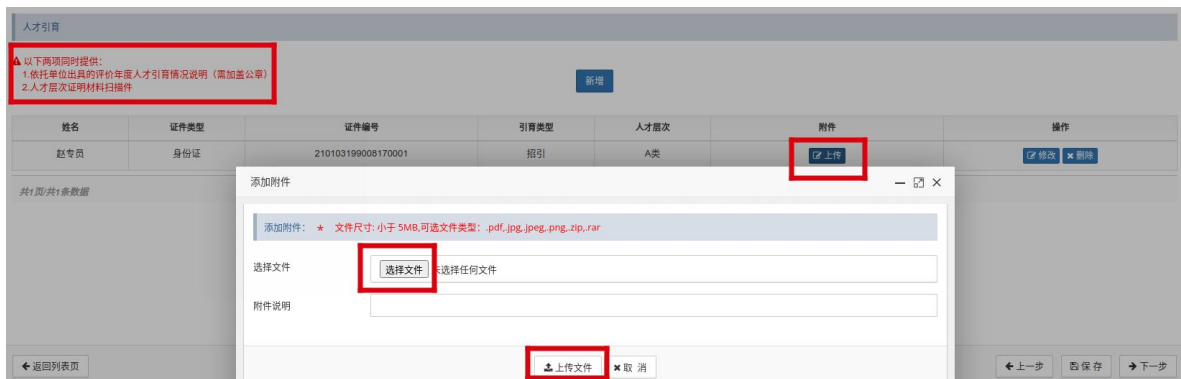 人才引育
以下两项同时提供：
1.依托单位出具的评价年度人才引育情况说明（需加盖公章）
2.人才层次证明材料扫描件
新增
姓名 证件类型 证件编号 引育类型 人才层次 附件 操作
赵专员 身份证 210103199008170001 招引 A类 上传 修改 删除
共1页/共1条数据
添加附件
添加附件： * 文件尺寸: 小于 5MB,可选文件类型：.pdf,.jpg,.jpeg,.png,.zip,.rar
选择文件 选择文件 未选择任何文件
附件说明
上传文件 取 消
返回列表页 上一步 保存 下一步